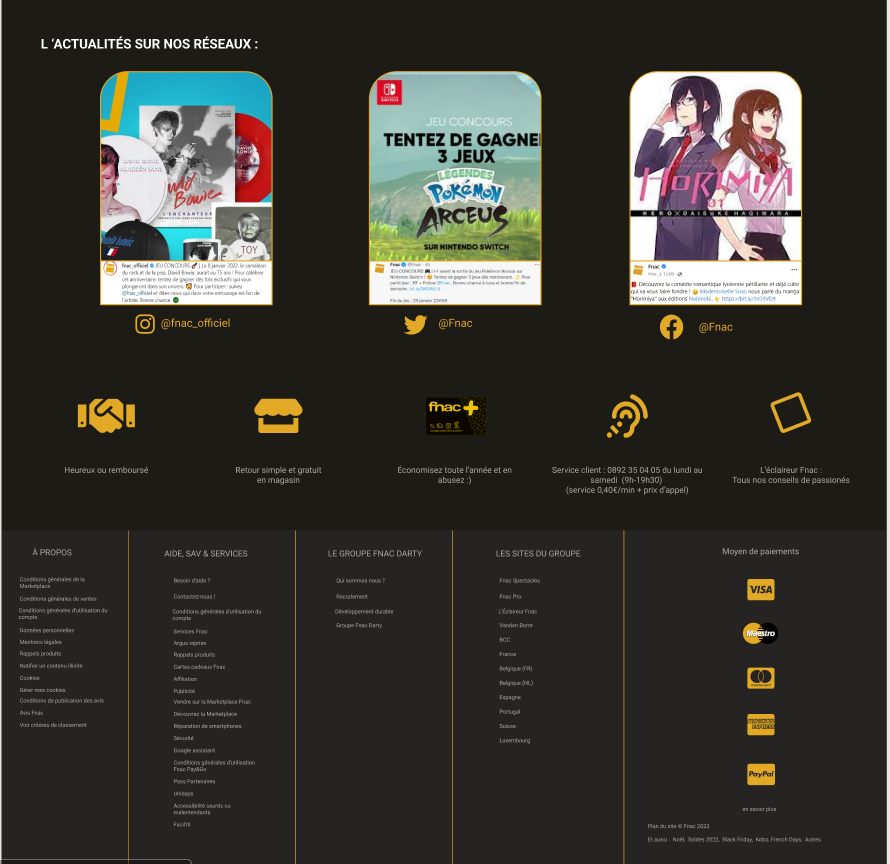 L 'ACTUALITÉS SUR NOS RÉSEAUX :
DAVID BOWIE
ALADDIN SANE
David
Bowie
L'ENCHANTEUR
TOY
fnac_officiel JEU CONCOURS | Le 8 janvier 2022, le caméléon
du rock et de la pop, David Bowie, aurait eu 75 ans ! Pour célébrer
cet anniversaire, tentez de gagner des lots exclusifs qui vous
plongeront dans son univers. Pour participer : suivez
@fnac_officiel et dites-nous qui dans votre entourage est fan de
l'artiste. Bonne chance.
@fnac_officiel
NINTENDO
SWITCH
JEU CONCOURS
TENTEZ DE GAGNE
3 JEUX
LÉGENDES
POKÉMON
ARCEUS
SUR NINTENDO SWITCH
Fnac @Fnac · 4h
JEU CONCOURS | J-1 avant la sortie du jeu Pokémon Arceus sur
Nintendo Switch ! Tentez de gagner 3 jeux dès maintenant. Pour
participer : RT + Follow @Fnac. Bonne chance à tous et bonne fin de
semaine.
Fin du jeu : 29 janvier 23H59
@Fnac
HORIMIYA
HERO X DAISUKE HAGIWARA
Fnac
Hier, à 12:00
Découvrez la comédie romantique lycéenne pétillante et déjà culte
qui va vous faire fondre ! Mademoiselle Soso nous parle du manga
"Horimiya" aux éditions Nobinobi. https://bit.ly/3rG3VD9
@Fnac
fnac+
Heureux ou remboursé
Retour simple et gratuit
en magasin
Économisez toute l'année et en
abusez :)
Service client : 0892 35 04 05 du lundi au
samedi (9h-19h30)
(service 0,40€/min + prix d'appel)
L'éclaireur Fnac :
Tous nos conseils de passionés
À PROPOS
Conditions générales de la
Marketplace
Conditions générales de ventes
Conditions générales d'utilisation du
compte
Données personnelles
Mentions légales
Rappels produits
Notifier un contenu illicite
Cookies
Gérer mes cookies
Conditions de publication des avis
Avis Fnac
Voir critères de classement
AIDE, SAV & SERVICES
Besoin d'aide ?
Contactez-nous !
Conditions générales d'utilisation du
compte
Services Fnac
Argus reprise
Rappels produits
Cartes cadeaux Fnac
Affiliation
Publicité
Vendre sur la Marketplace Fnac
Découvrez la Marketplace
Réparation de smartphones
Sécurité
Google assistant
Conditions générales d'utilisation
Fnac Pay&Go
Pass Partenaires
Unidays
Accessibilité sourds ou
malentendants
Facil'iti
LE GROUPE FNAC DARTY
Qui sommes nous ?
Recrutement
Développement durable
Groupe Fnac Darty
LES SITES DU GROUPE
Fnac Spectacles
Fnac Pro
L'Éclaireur Fnac
Vanden Borre
BCC
France
Belgique (FR)
Belgique (NL)
Espagne
Portugal
Suisse
Luxembourg
Moyen de paiements
VISA
Maestro
mastercard
AMERICAN
EXPRESS
PayPal
en savoir plus
Plan du site © Fnac 2022
Et aussi : Noël, Soldes 2022, Black Friday, Kobo, French Days, Autres